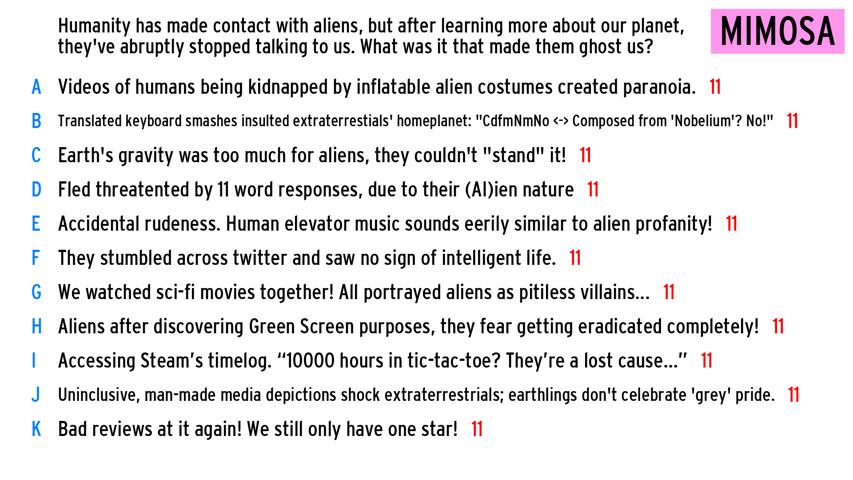 Humanity has made contact with aliens, but after learning more about our planet,
they've abruptly stopped talking to us. What was it that made them ghost us?
MIMOSA
A Videos of humans being kidnapped by inflatable alien costumes created paranoia. 11
B Translated keyboard smashes insulted extraterrestials' homeplanet: "CdfmNmNo <-> Composed from 'Nobelium'? No!" 11
C Earth's gravity was too much for aliens, they couldn't "stand" it! 11
D Fled threatented by 11 word responses, due to their (AI)ien nature 11
E Accidental rudeness. Human elevator music sounds eerily similar to alien profanity! 11
F They stumbled across twitter and saw no sign of intelligent life. 11
G We watched sci-fi movies together! All portrayed aliens as pitiless villains... 11
H Aliens after discovering Green Screen purposes, they fear getting eradicated completely! 11
I Accessing Steam’s timelog. “10000 hours in tic-tac-toe? They’re a lost cause...” 11
J Uninclusive, man-made media depictions shock extraterrestrials; earthlings don't celebrate 'grey' pride. 11
K Bad reviews at it again! We still only have one star! 11